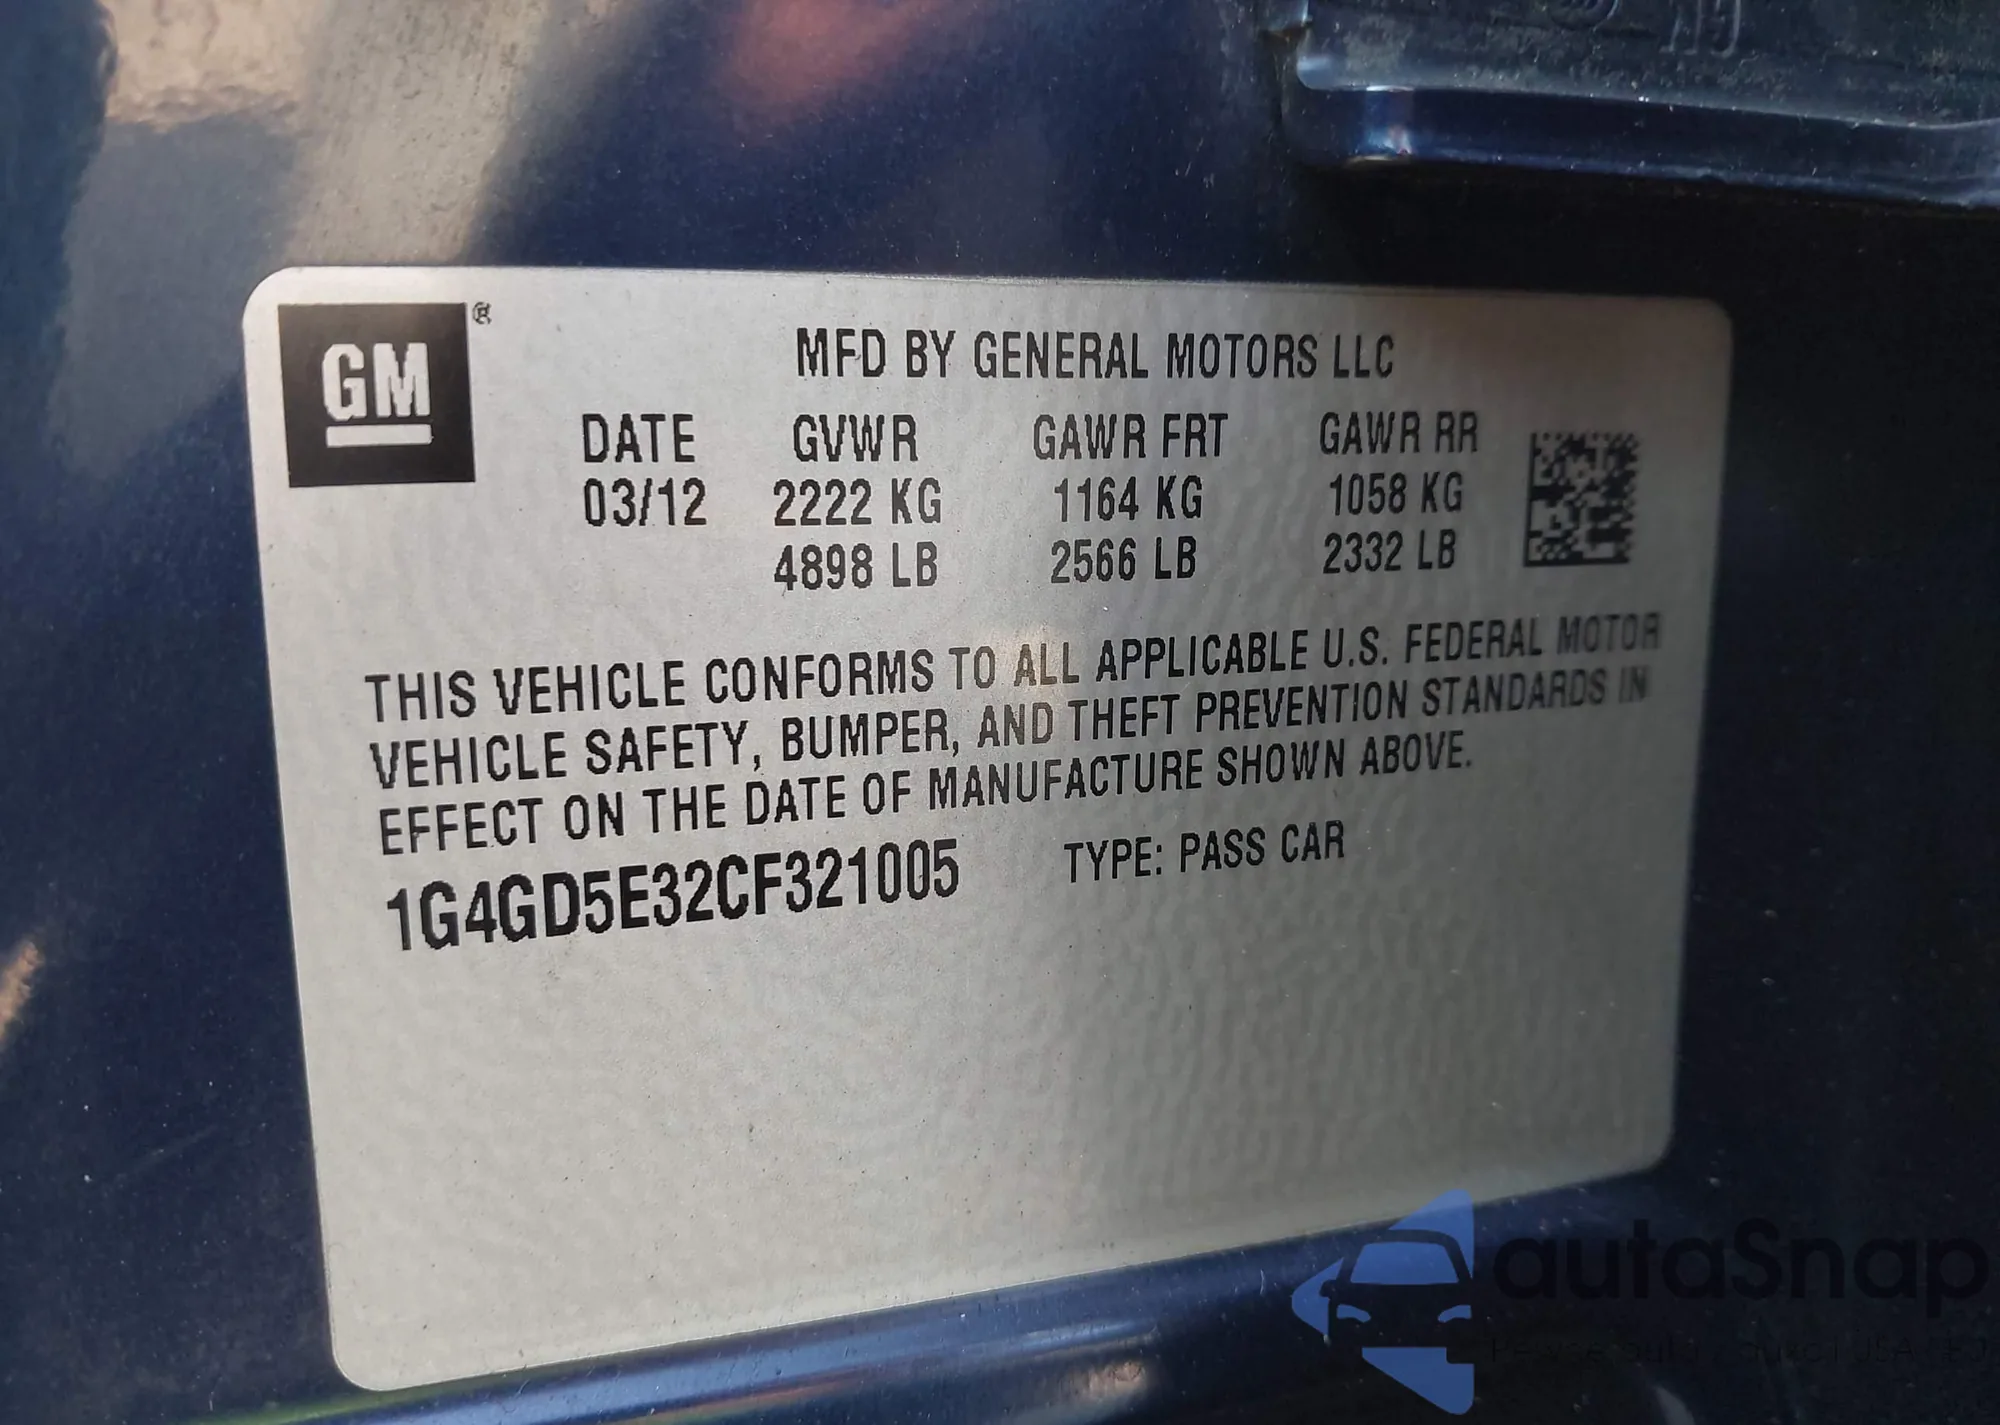 GM ®
MFD BY GENERAL MOTORS LLC
DATE GVWR GAWR FRT GAWR RR
03/12 2222 KG 1164 KG 1058 KG
4898 LB 2566 LB 2332 LB
THIS VEHICLE CONFORMS TO ALL APPLICABLE U.S. FEDERAL MOTOR
VEHICLE SAFETY, BUMPER, AND THEFT PREVENTION STANDARDS IN
EFFECT ON THE DATE OF MANUFACTURE SHOWN ABOVE.
1G4GD5E32CF321005 TYPE: PASS CAR
autaSnap